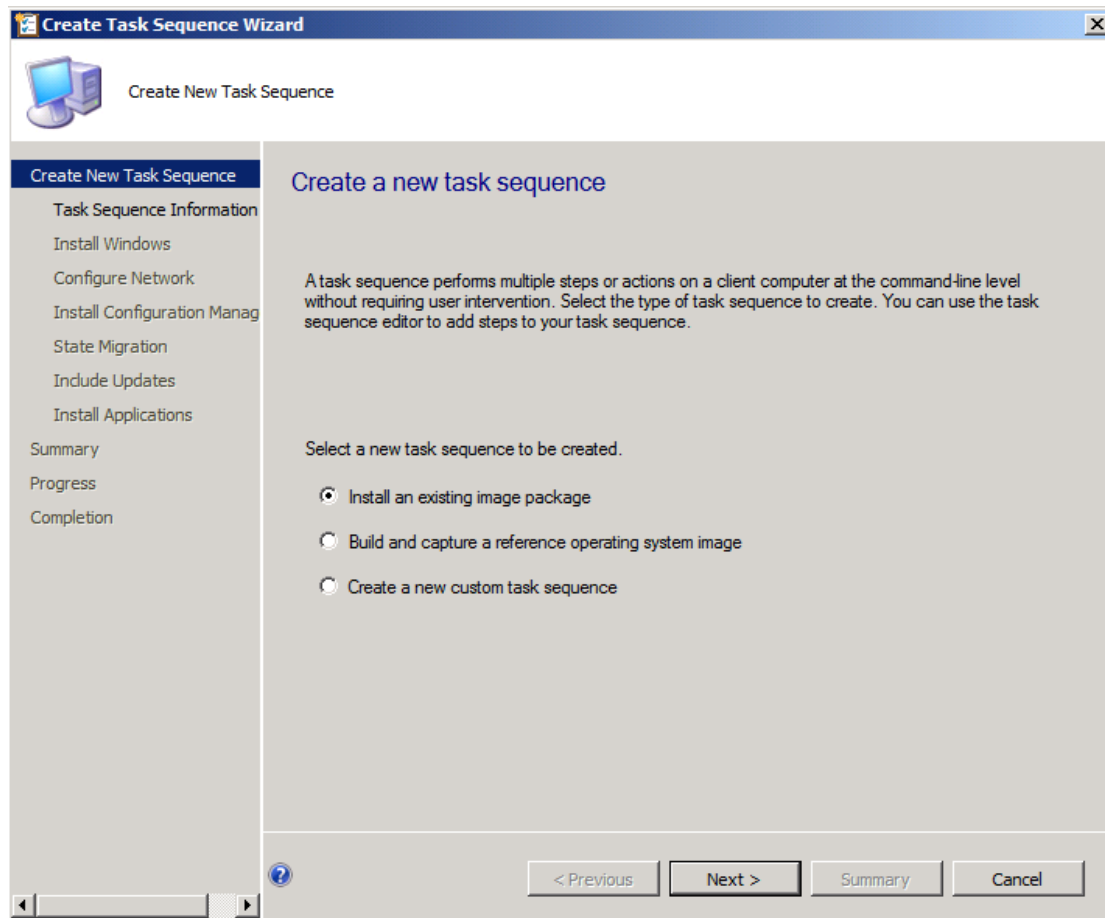 Create Task Sequence Wizard
Create New Task Sequence
Create New Task Sequence
Task Sequence Information
Install Windows
Configure Network
Install Configuration Manag
State Migration
Include Updates
Install Applications
Summary
Progress
Completion
Create a new task sequence
A task sequence performs multiple steps or actions on a client computer at the command-line level
without requiring user intervention. Select the type of task sequence to create. You can use the task
sequence editor to add steps to your task sequence.
Select a new task sequence to be created.
Install an existing image package
Build and capture a reference operating system image
Create a new custom task sequence
< Previous
Next >
Summary
Cancel